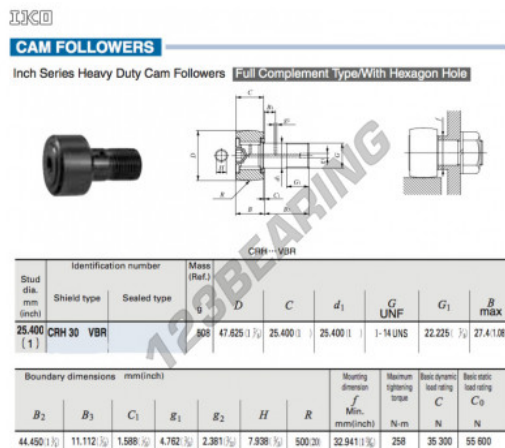 IKO
CAM FOLLOWERS
Inch Series Heavy Duty Cam Followers Full Complement Type/With Hexagon Hole
C
D
R
B
CRH…VBR
123BEARING
Stud dia. mm (inch)
Identification number
Shield type
Sealed type
Mass (Ref.) g
D
C
d1
G UNF
G1
B max
25.400 (1) CRH 30 VBR 508 47.625 25.400 25.400 1-14 UNS 22.225 27.4(1.08
Boundary dimensions mm(inch)
Mounting dimension f Min. mm(inch)
Maximum tightening torque N-m
Basic dynamic load rating C N
Basic static load rating C0 N
B2 B3 C1 g1 g2 H R
44.450 11.112 1.588 4.762 2.381 7.938 500(20) 32.941 258 35 300 55 600